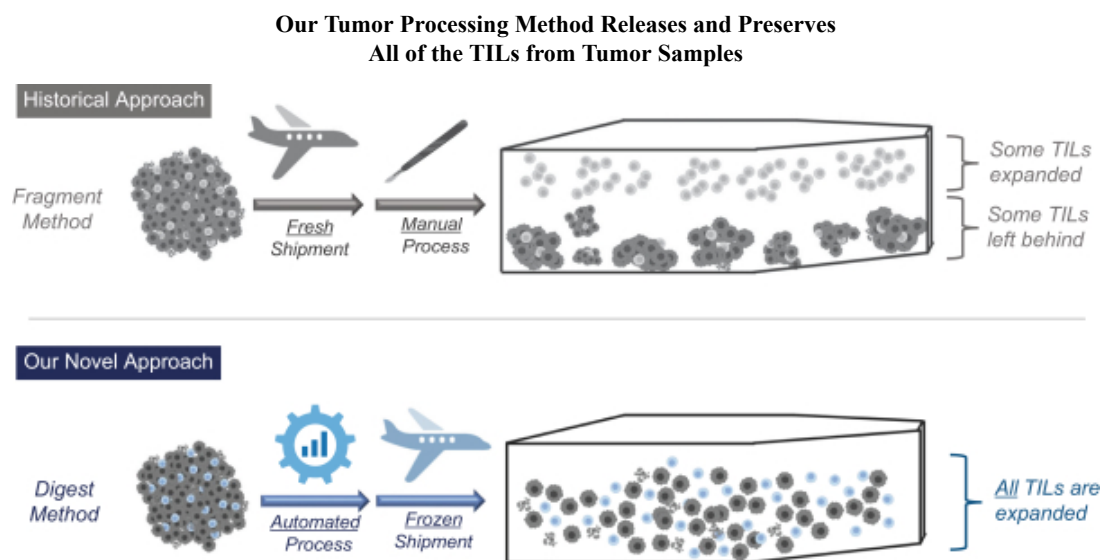 Our Tumor Processing Method Releases and Preserves
All of the TILs from Tumor Samples
Historical Approach
Fragment
Method
Fresh
Shipment
Manual
Process
Some TILs
expanded
Some TILs
left behind
Our Novel Approach
Digest
Method
Automated
Process
Frozen
Shipment
All TILs are
expanded